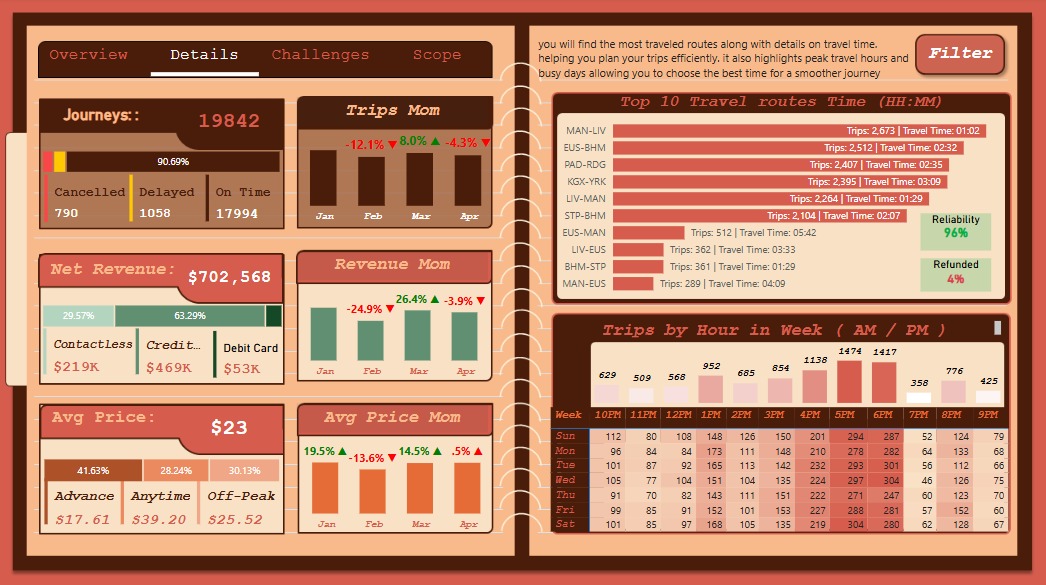 Overview Details Challenges Scope
Journeys: : 19842
90.69%
Cancelled Delayed On Time
790 1058 17994
Trips Mom
-12.1% ▼ 8.0% ▲ -4.3% ▼
Jan Feb Mar Apr
Net Revenue: $702,568
29.57% 63.29%
Contactless Credit... Debit Card
$219K $469K $53K
Revenue Mom
-24.9% ▼ 26.4% ▲ -3.9% ▼
Jan Feb Mar Apr
Avg Price: $23
41.63% 28.24% 30.13%
Advance Anytime Off-Peak
$17.61 $39.20 $25.52
Avg Price Mom
19.5% ▲ -13.6% ▼ 14.5% ▲ .5% ▲
Jan Feb Mar Apr
you will find the most traveled routes along with details on travel time.
helping you plan your trips efficiently. it also highlights peak travel hours and
busy days allowing you to choose the best time for a smoother journey
Filter
Top 10 Travel routes Time (HH:MM)
MAN-LIV Trips: 2,673 | Travel Time: 01:02
EUS-BHM Trips: 2,512 | Travel Time: 02:32
PAD-RDG Trips: 2,407 | Travel Time: 02:35
KGX-YRK Trips: 2,395 | Travel Time: 03:09
LIV-MAN Trips: 2,264 | Travel Time: 01:29
STP-BHM Trips: 2,104 | Travel Time: 02:07
EUS-MAN Trips: 512 | Travel Time: 05:42
LIV-EUS Trips: 362 | Travel Time: 03:33
BHM-STP Trips: 361 | Travel Time: 01:29
MAN-EUS Trips: 289 | Travel Time: 04:09
Reliability
96%
Refunded
4%
Trips by Hour in Week ( AM / PM )
629 509 568 952 685 854 1138 1474 1417 358 776 425
Week 10PM 11PM 12PM 1PM 2PM 3PM 4PM 5PM 6PM 7PM 8PM 9PM
Sun 112 80 108 148 126 150 201 294 287 52 124 79
Mon 96 84 84 173 111 148 210 278 282 64 133 68
Tue 101 87 92 165 113 142 232 293 301 56 112 66
Wed 105 77 104 151 104 135 224 297 304 46 126 75
Thu 91 70 82 143 111 151 222 271 247 60 123 70
Fri 99 85 91 152 101 153 227 288 281 57 152 60
Sat 101 85 97 168 105 135 219 304 280 62 128 67